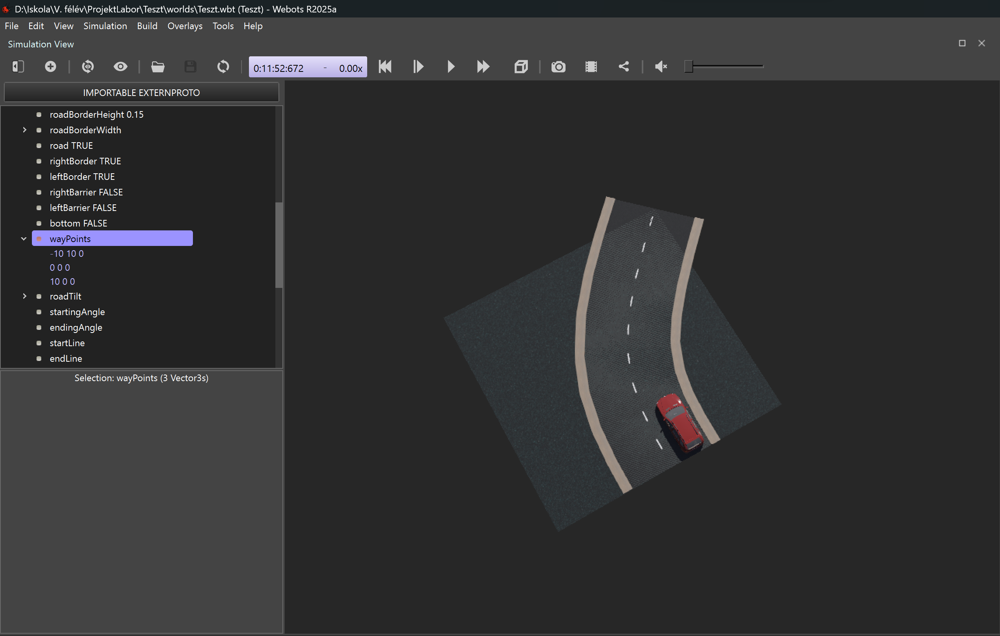 D:\Iskola\V. félév\ProjektLabor\Teszt\worlds\Teszt.wbt (Teszt) - Webots R2025a
File Edit View Simulation Build Overlays Tools Help
Simulation View
0:11:52:672 - 0.00x
IMPORTABLE EXTERNPROTO
roadBorderHeight 0.15
roadBorderWidth
road TRUE
rightBorder TRUE
leftBorder TRUE
rightBarrier FALSE
leftBarrier FALSE
bottom FALSE
wayPoints
-10 10 0
0 0 0
10 0 0
roadTilt
startingAngle
endingAngle
startLine
endLine
Selection: wayPoints (3 Vector3s)